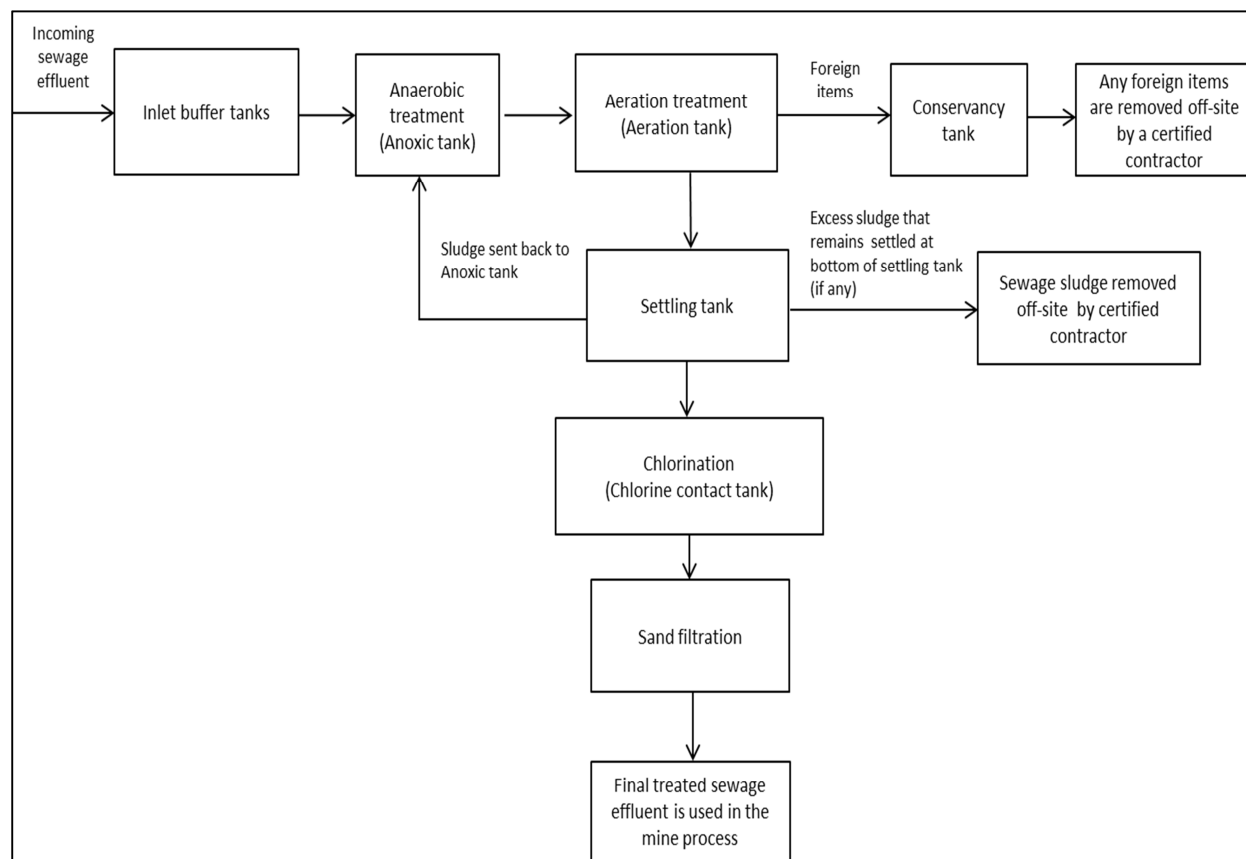 Incoming
sewage
effluent
Inlet buffer tanks
Anaerobic
treatment
(Anoxic tank)
Aeration treatment
(Aeration tank)
Foreign
items
Conservancy
tank
Any foreign items
are removed off-site
by a certified
contractor
Sludge sent back to
Anoxic tank
Settling tank
Excess sludge that
remains settled at
bottom of settling tank
(if any)
Sewage sludge removed
off-site by certified
contractor
Chlorination
(Chlorine contact tank)
Sand filtration
Final treated sewage
effluent is used in the
mine process